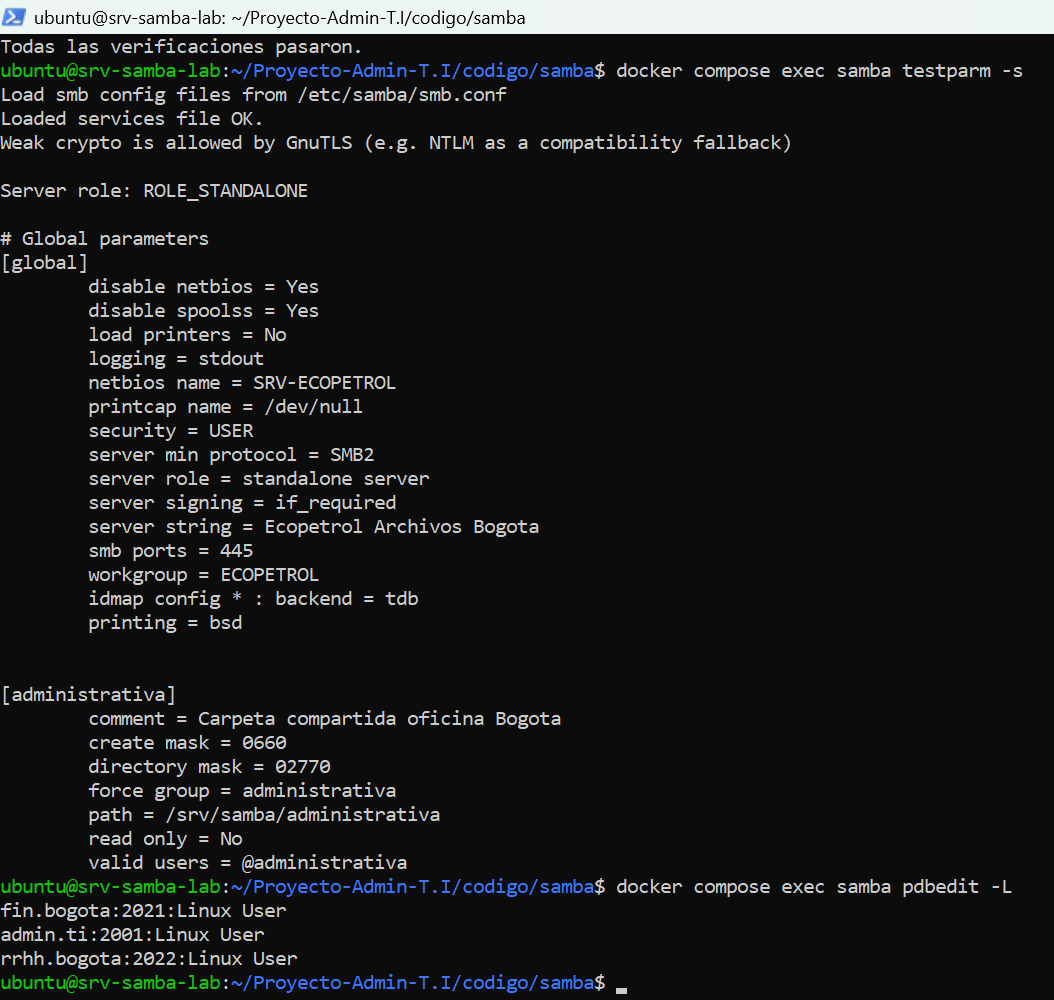 ubuntu@srv-samba-lab: ~/Proyecto-Admin-T.I/codigo/samba
Todas las verificaciones pasaron.
ubuntu@srv-samba-lab:~/Proyecto-Admin-T.I/codigo/samba$ docker compose exec samba testparm -s
Load smb config files from /etc/samba/smb.conf
Loaded services file OK.
Weak crypto is allowed by GnuTLS (e.g. NTLM as a compatibility fallback)
Server role: ROLE_STANDALONE
# Global parameters
[global]
disable netbios = Yes
disable spoolss = Yes
load printers = No
logging = stdout
netbios name = SRV-ECOPETROL
printcap name = /dev/null
security = USER
server min protocol = SMB2
server role = standalone server
server signing = if_required
server string = Ecopetrol Archivos Bogota
smb ports = 445
workgroup = ECOPETROL
idmap config * : backend = tdb
printing = bsd
[administrativa]
comment = Carpeta compartida oficina Bogota
create mask = 0660
directory mask = 02770
force group = administrativa
path = /srv/samba/administrativa
read only = No
valid users = @administrativa
ubuntu@srv-samba-lab:~/Proyecto-Admin-T.I/codigo/samba$ docker compose exec samba pdbedit -L
fin.bogota:2021:Linux User
admin.ti:2001:Linux User
rrhh.bogota:2022:Linux User
ubuntu@srv-samba-lab:~/Proyecto-Admin-T.I/codigo/samba$